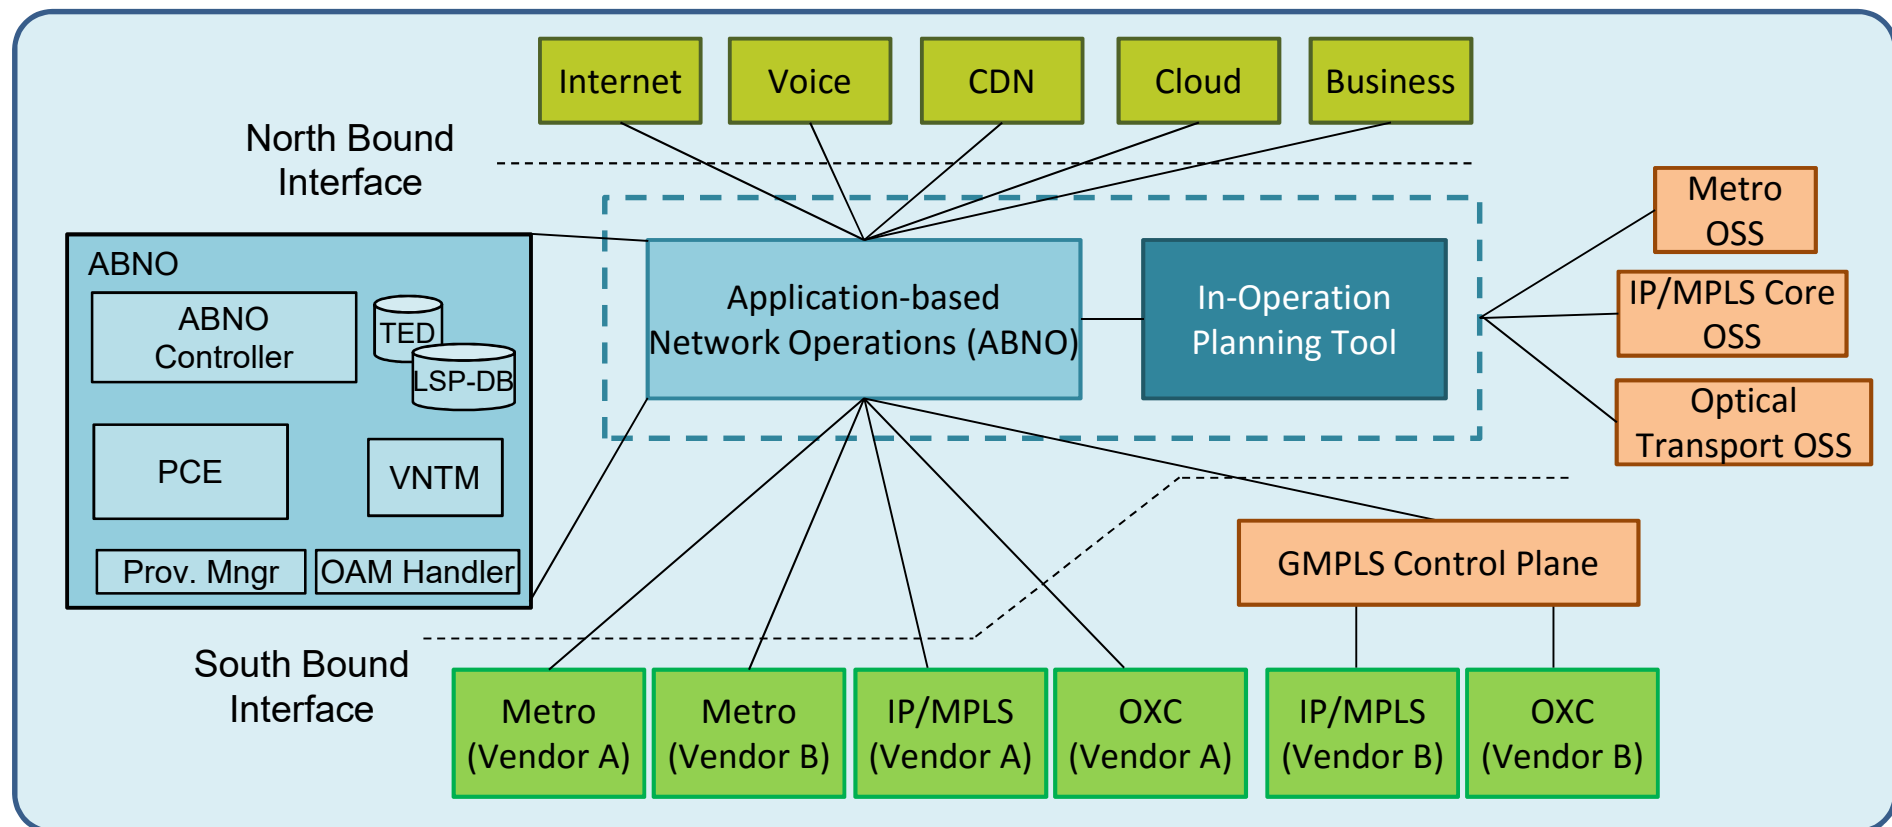 Internet
Voice
CDN
Cloud
Business
North Bound
Interface
Metro
OSS
IP/MPLS Core
OSS
Optical
Transport OSS
ABNO
ABNO
Controller
TED
LSP-DB
PCE
VNTM
Prov. Mngr
OAM Handler
Application-based
Network Operations (ABNO)
In-Operation
Planning Tool
GMPLS Control Plane
South Bound
Interface
Metro
(Vendor A)
Metro
(Vendor B)
IP/MPLS
(Vendor A)
OXC
(Vendor A)
IP/MPLS
(Vendor B)
OXC
(Vendor B)